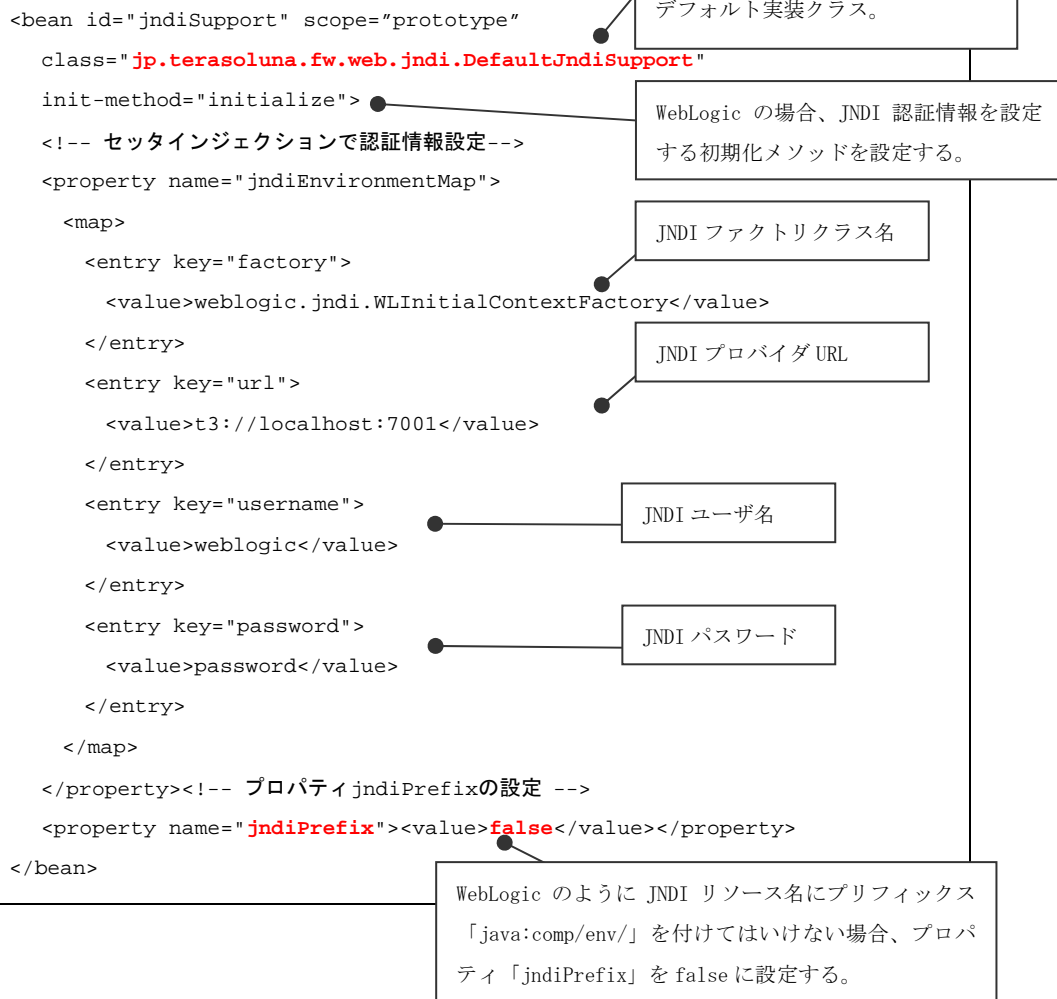 デフォルト実装クラス。
<bean id="jndiSupport" scope=”prototype”
class="jp.terasoluna.fw.web.jndi.DefaultJndiSupport"
init-method="initialize">
WebLogic の場合、JNDI 認証情報を設定
する初期化メソッドを設定する。
<!-- セッタインジェクションで認証情報設定-->
<property name="jndiEnvironmentMap">
<map>
JNDI ファクトリクラス名
<entry key="factory">
<value>weblogic.jndi.WLInitialContextFactory</value>
</entry>
JNDI プロバイダ URL
<entry key="url">
<value>t3://localhost:7001</value>
</entry>
<entry key="username">
JNDI ユーザ名
<value>weblogic</value>
</entry>
<entry key="password">
JNDI パスワード
<value>password</value>
</entry>
</map>
</property><!-- プロパティjndiPrefixの設定 -->
<property name="jndiPrefix"><value>false</value></property>
</bean>
WebLogic のように JNDI リソース名にプリフィックス
「java:comp/env/」を付けてはいけない場合、プロパ
ティ「jndiPrefix」を false に設定する。